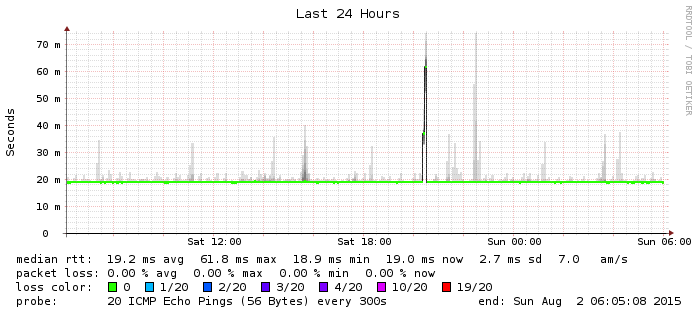 Last 24 Hours
RRDTOOL / TOBI OETIKER
Seconds
70 m
60 m
50 m
40 m
30 m
20 m
10 m
0
Sat 12:00 Sat 18:00 Sun 00:00 Sun 06:00
median rtt: 19.2 ms avg 61.8 ms max 18.9 ms min 19.0 ms now 2.7 ms sd 7.0 am/s
packet loss: 0.00 % avg 0.00 % max 0.00 % min 0.00 % now
loss color: 0 1/20 2/20 3/20 4/20 10/20 19/20
probe: 20 ICMP Echo Pings (56 Bytes) every 300s end: Sun Aug 2 06:05:08 2015